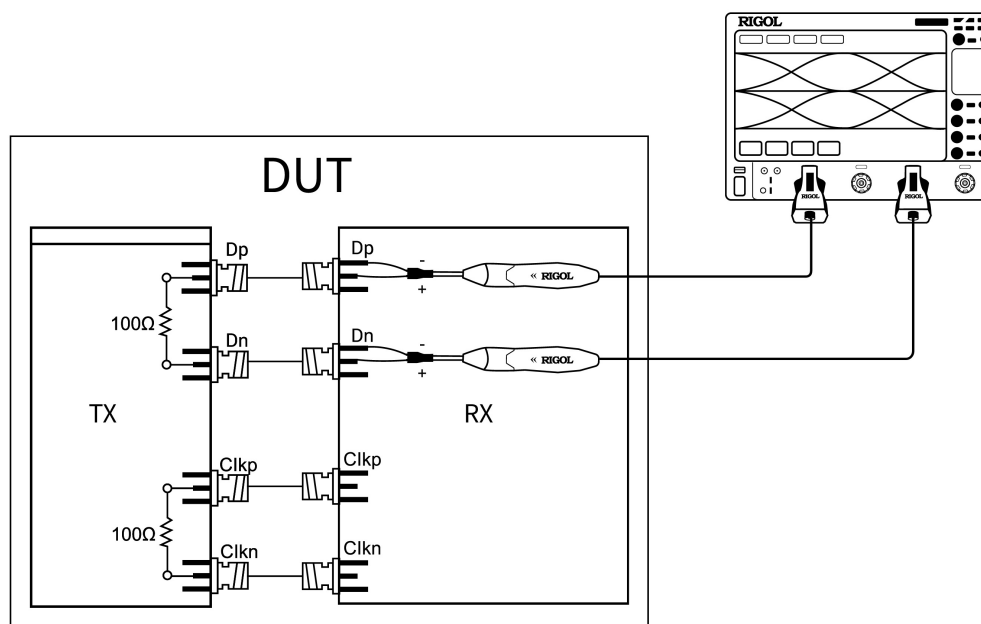 RIGOL
DUT
RIGOL
RIGOL
Dp
Dp
-
+
« RIGOL
100Ω
Dn
Dn
-
+
« RIGOL
TX
RX
Clkp
Clkp
100Ω
Clkn
Clkn